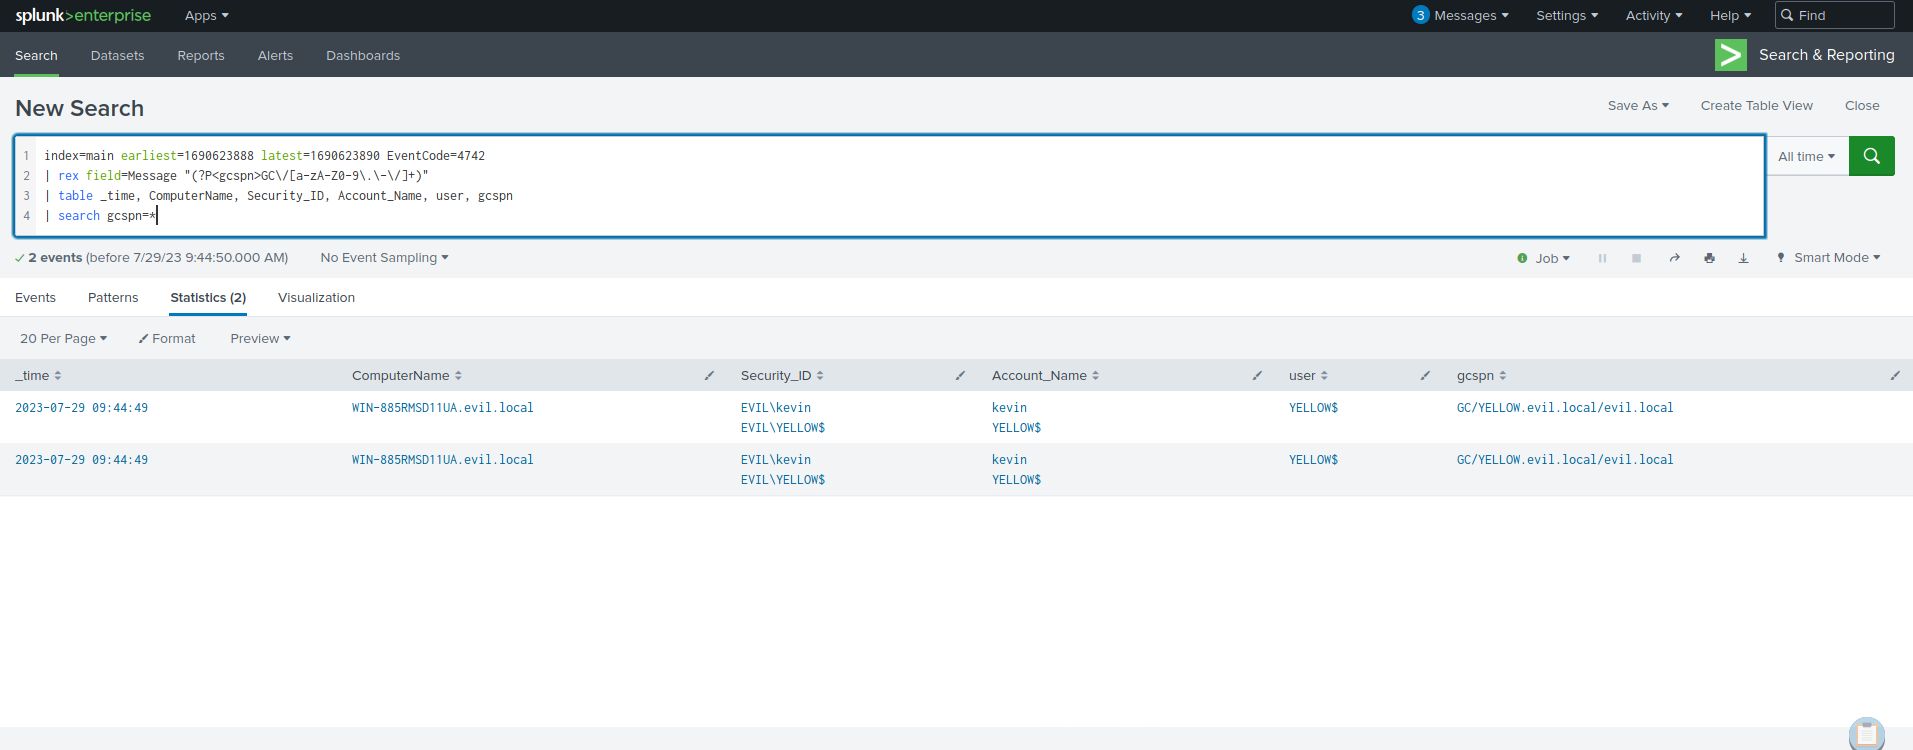 splunk>enterprise Apps 3 Messages Settings Activity Help Find
Search Datasets Reports Alerts Dashboards Search & Reporting
New Search Save As Create Table View Close
1 index=main earliest=1690623888 latest=1690623890 EventCode=4742 All time
2 | rex field=Message "(?P<gcspn>GC\/[a-zA-Z0-9\.\-\/]+)"
3 | table _time, ComputerName, Security_ID, Account_Name, user, gcspn
4 | search gcspn=*
2 events (before 7/29/23 9:44:50.000 AM) No Event Sampling Job Smart Mode
Events Patterns Statistics (2) Visualization
20 Per Page Format Preview
_time ComputerName Security_ID Account_Name user gcspn
2023-07-29 09:44:49 WIN-885RMSD11UA.evil.local EVIL\kevin kevin YELLOW$ GC/YELLOW.evil.local/evil.local
EVIL\YELLOW$ YELLOW$
2023-07-29 09:44:49 WIN-885RMSD11UA.evil.local EVIL\kevin kevin YELLOW$ GC/YELLOW.evil.local/evil.local
EVIL\YELLOW$ YELLOW$